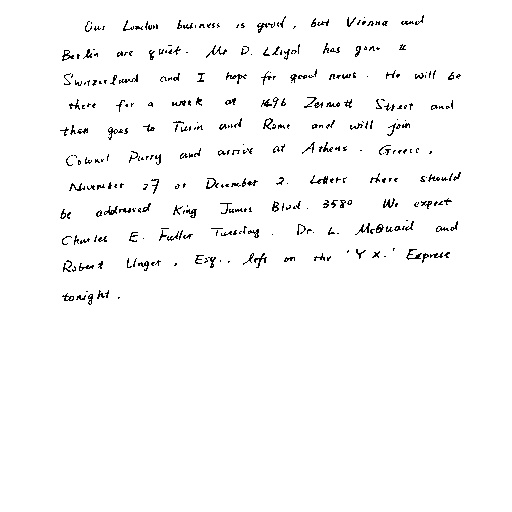 Our London business is good, but Vienna and
Berlin are quiet. Mr D. Lloyd has gone to
Switzerland and I hope for good news. He will be
there for a week at 1496 Zermott Street and
then goes to Turin and Rome and will join
Colonel Parry and arrive at Athens. Greece,
November 27 or December 2. Letters there should
be addressed King James Blvd. 3580 We expect
Charles E. Fuller Tuesday. Dr. L. McQuaid and
Robert Unger, Esq., left on the 'Y X.' Express
tonight.